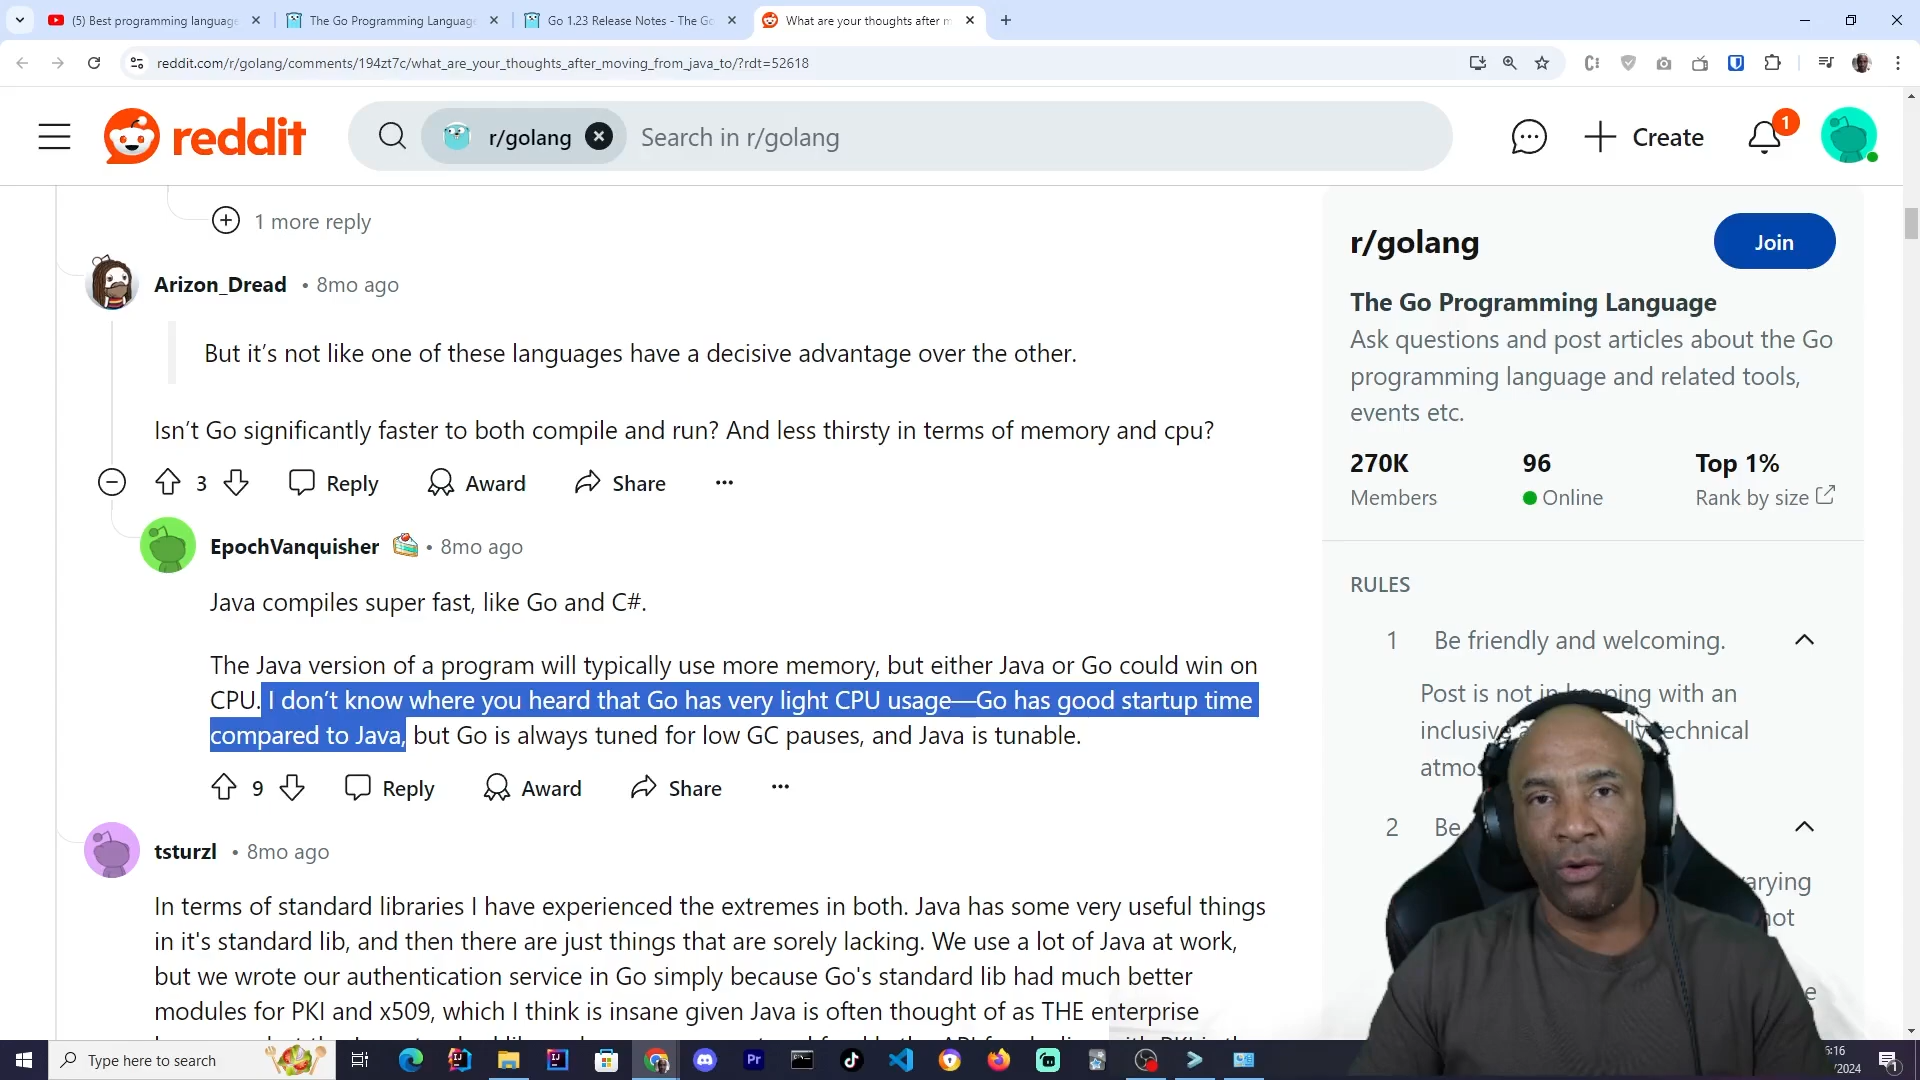 (5) Best programming language
The Go Programming Language
Go 1.23 Release Notes - The Go
What are your thoughts after m
reddit.com/r/golang/comments/194zt7c/what_are_your_thoughts_after_moving_from_java_to/?rdt=52618
reddit
r/golang
Search in r/golang
Create
1
1 more reply
Arizon_Dread • 8mo ago
But it’s not like one of these languages have a decisive advantage over the other.
Isn’t Go significantly faster to both compile and run? And less thirsty in terms of memory and cpu?
3 Reply Award Share
EpochVanquisher • 8mo ago
Java compiles super fast, like Go and C#.
The Java version of a program will typically use more memory, but either Java or Go could win on
CPU. I don’t know where you heard that Go has very light CPU usage—Go has good startup time
compared to Java, but Go is always tuned for low GC pauses, and Java is tunable.
9 Reply Award Share
tsturzl • 8mo ago
In terms of standard libraries I have experienced the extremes in both. Java has some very useful things
in it's standard lib, and then there are just things that are sorely lacking. We use a lot of Java at work,
but we wrote our authentication service in Go simply because Go's standard lib had much better
modules for PKI and x509, which I think is insane given Java is often thought of as THE enterprise
r/golang
Join
The Go Programming Language
Ask questions and post articles about the Go
programming language and related tools,
events etc.
270K 96 Top 1%
Members Online Rank by size
RULES
1 Be friendly and welcoming.
Post is not in keeping with an
inclusive technical
2 Be
Type here to search
Pr